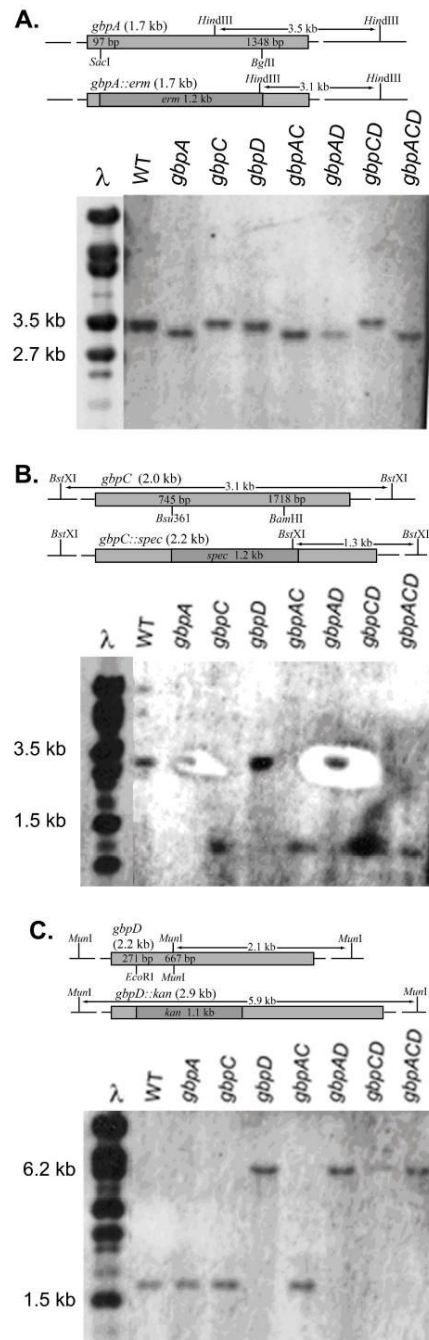 A.
gbpA (1.7 kb)
HindIII
3.5 kb
HindIII
97 bp
1348 bp
SacI
BglII
gbpA::erm (1.7 kb)
HindIII
3.1 kb
HindIII
erm 1.2 kb
λ WT gbpA gbpC gbpD gbpAC gbpAD gbpCD gbpACD
3.5 kb
2.7 kb
B.
BstXI
gbpC (2.0 kb)
3.1 kb
BstXI
745 bp
1718 bp
Bsu361
BamHI
BstXI
gbpC::spec (2.2 kb)
BstXI
1.3 kb
BstXI
spec 1.2 kb
λ WT gbpA gbpC gbpD gbpAC gbpAD gbpCD gbpACD
3.5 kb
1.5 kb
C.
gbpD
(2.2 kb)
MunI
MunI
2.1 kb
MunI
271 bp
667 bp
EcoRI
MunI
MunI
gbpD::kan (2.9 kb)
5.9 kb
MunI
kan 1.1 kb
λ WT gbpA gbpC gbpD gbpAC gbpAD gbpCD gbpACD
6.2 kb
1.5 kb